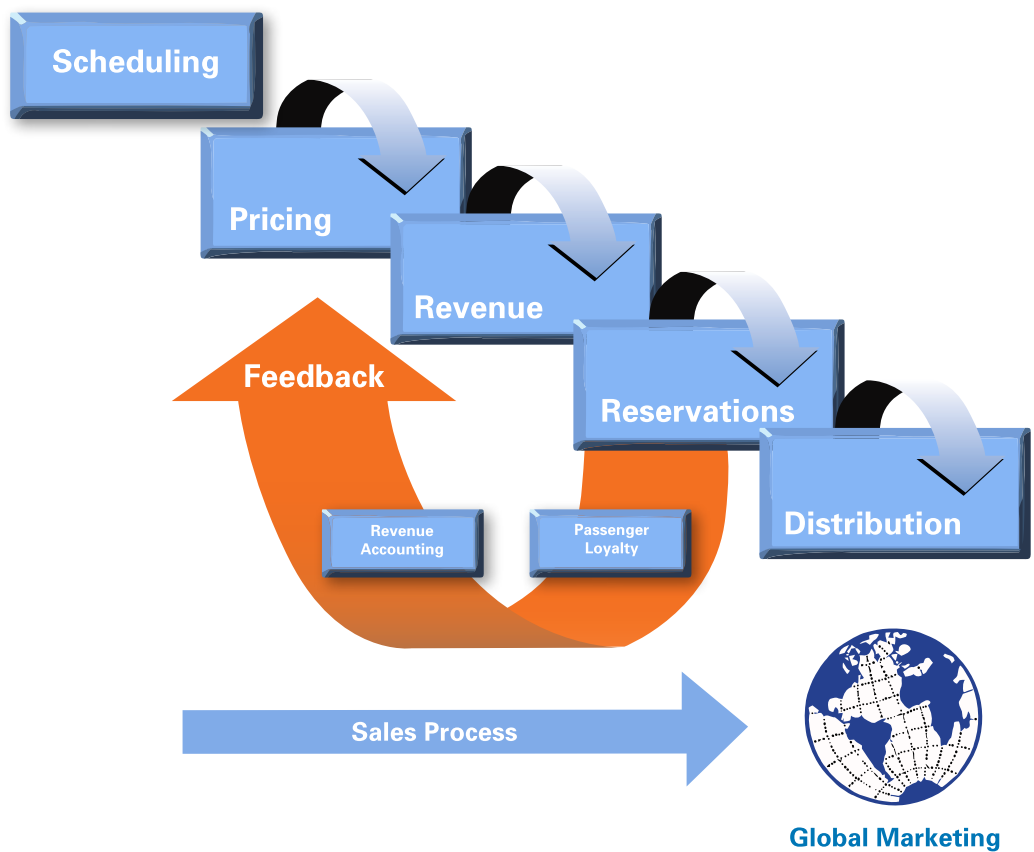 Scheduling
Pricing
Revenue
Feedback
Reservations
Revenue
Accounting
Passenger
Loyalty
Distribution
Sales Process
Global Marketing